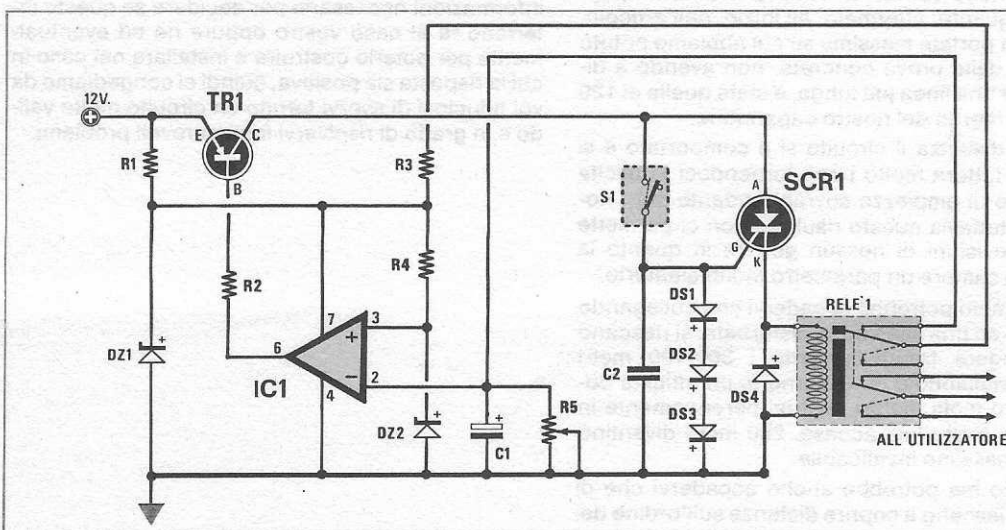 12V.
TR1
E
C
B
R1
R2
R3
R4
S1
A
SCR1
G
K
DS1
DS2
DS3
DS4
RELE'1
7
3
6
+
−
2
4
IC1
DZ1
+
DZ2
+
+
C1
R5
C2
+
+
+
+
ALL'UTILIZZATORE